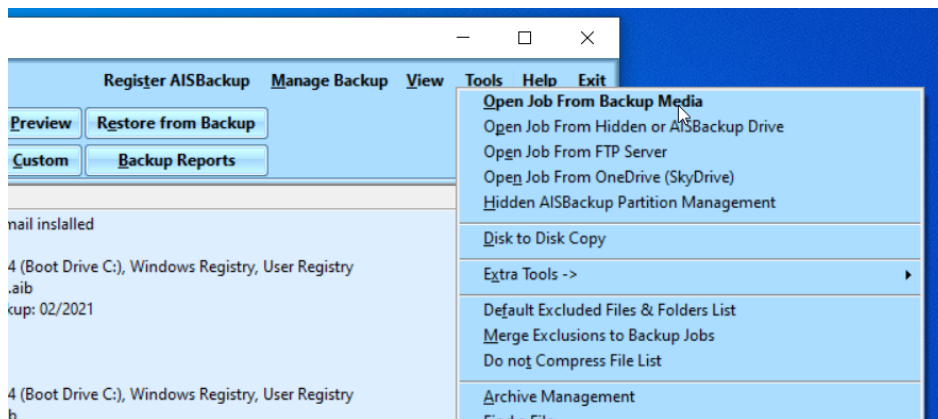 Register AISBackup Manage Backup View Tools Help Exit
Preview Restore from Backup
Custom Backup Reports
Open Job From Backup Media
Open Job From Hidden or AISBackup Drive
Open Job From FTP Server
Open Job From OneDrive (SkyDrive)
Hidden AISBackup Partition Management
Disk to Disk Copy
Extra Tools ->
Default Excluded Files & Folders List
Merge Exclusions to Backup Jobs
Do not Compress File List
Archive Management
inslalled
4 (Boot Drive C:), Windows Registry, User Registry
.aib
kup: 02/2021
4 (Boot Drive C:), Windows Registry, User Registry